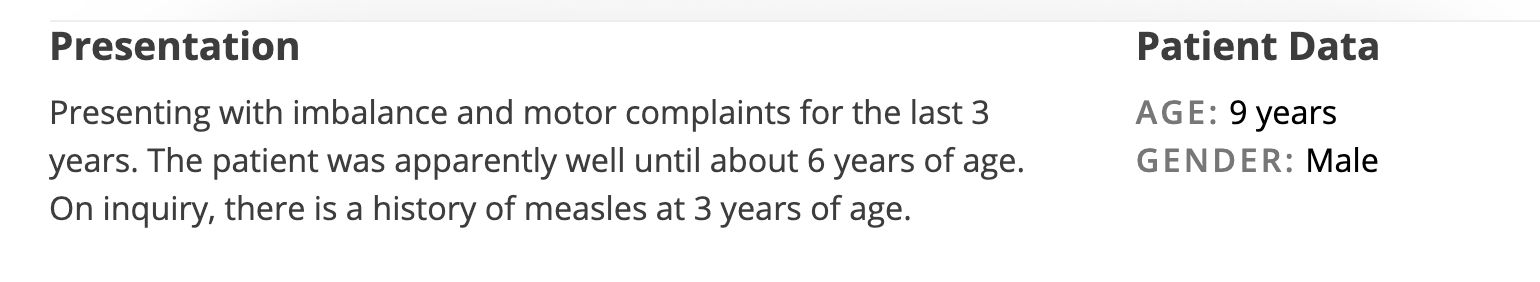 Presentation
Presenting with imbalance and motor complaints for the last 3
years. The patient was apparently well until about 6 years of age.
On inquiry, there is a history of measles at 3 years of age.
Patient Data
AGE: 9 years
GENDER: Male